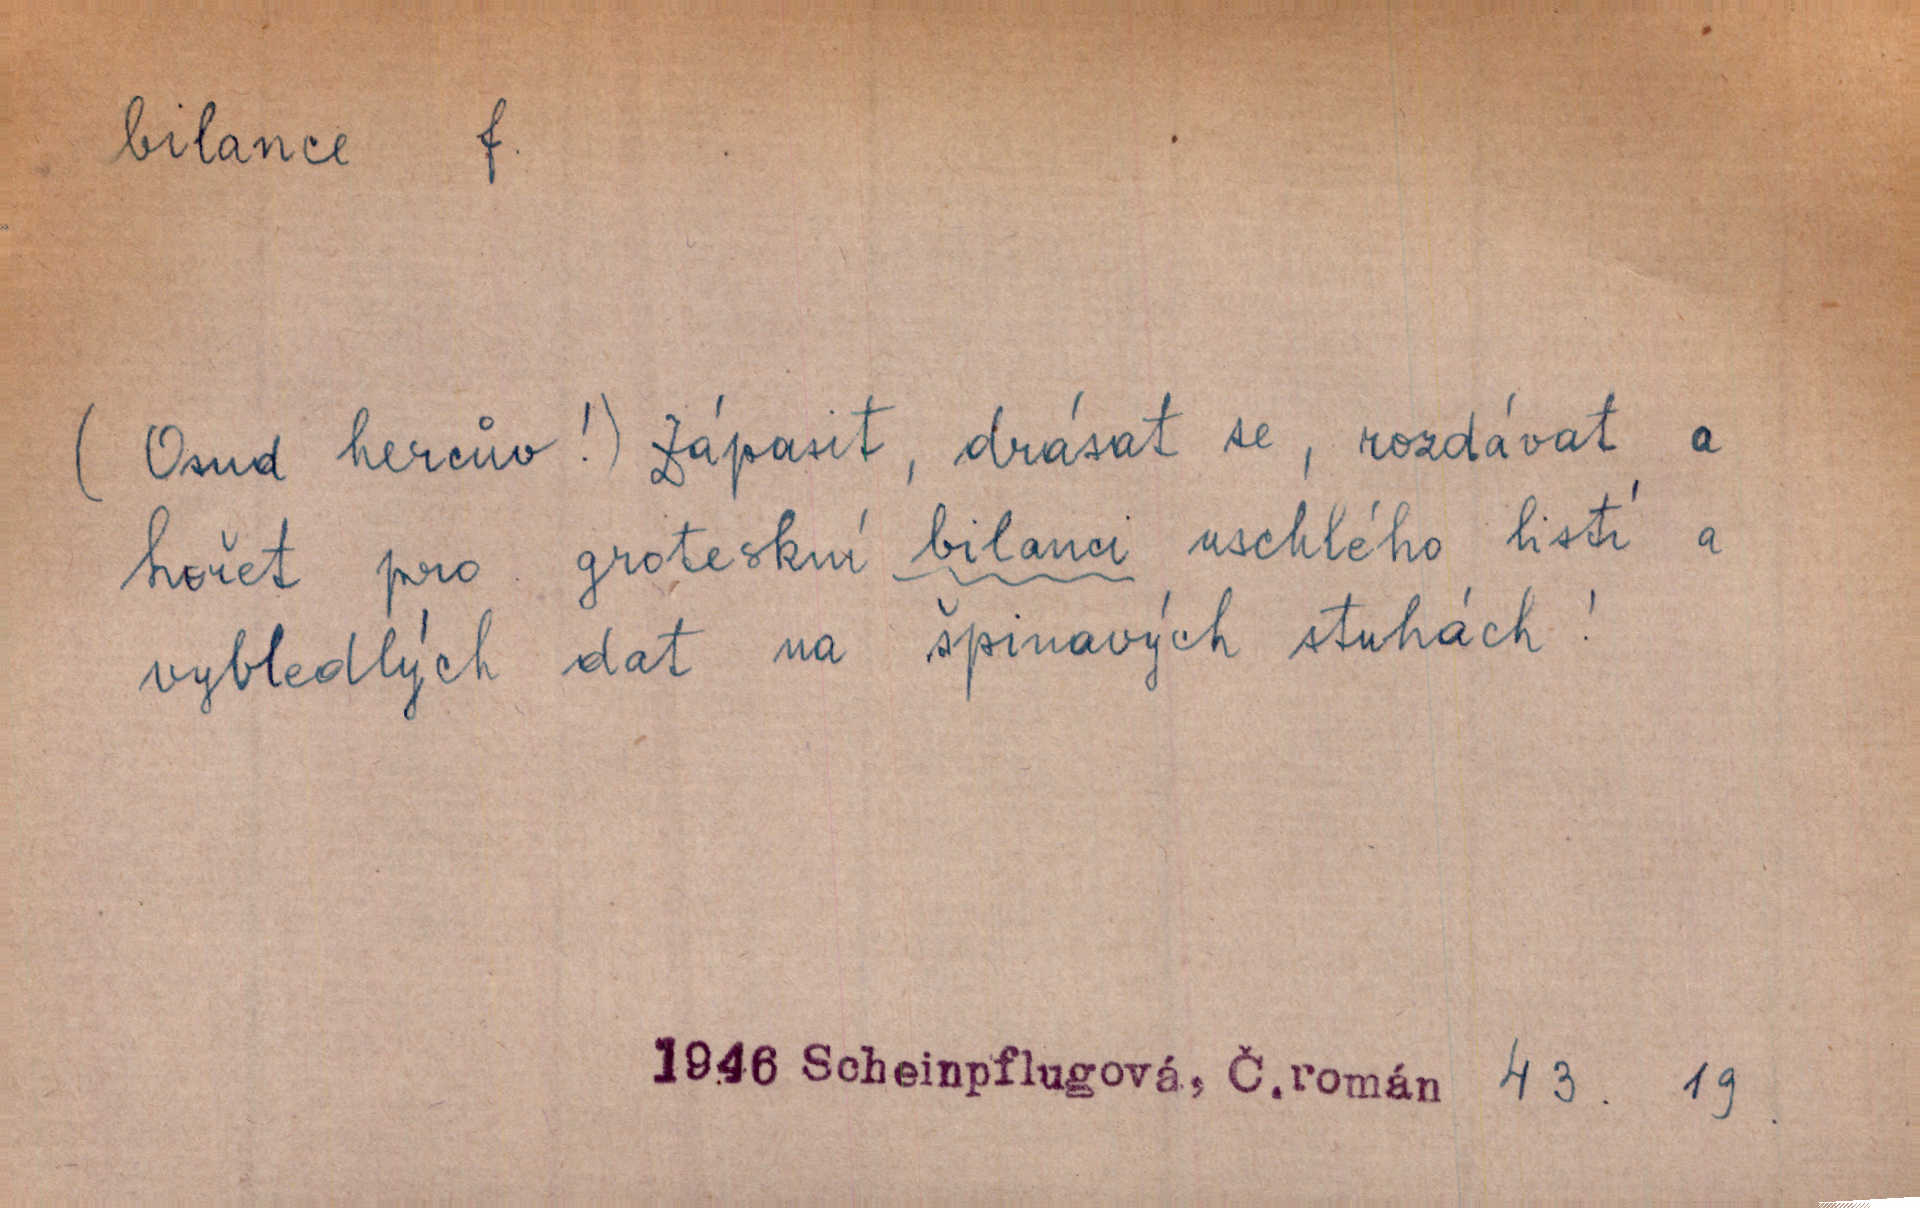 bilance f.
( Osud hercův!) Zápasit, drásat se, rozdávat a
hořet pro groteskní bilanci uschlého listí a
vybledlých dat na špinavých stuhách!
1946 Scheinpflugová, Č.román 43. 19.